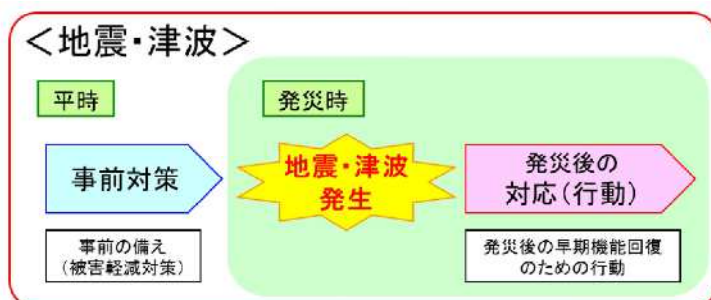 ＜地震・津波＞
平時
発災時
事前対策
地震・津波
発生
発災後の
対応（行動）
事前の備え
（被害軽減対策）
発災後の早期機能回復
のための行動